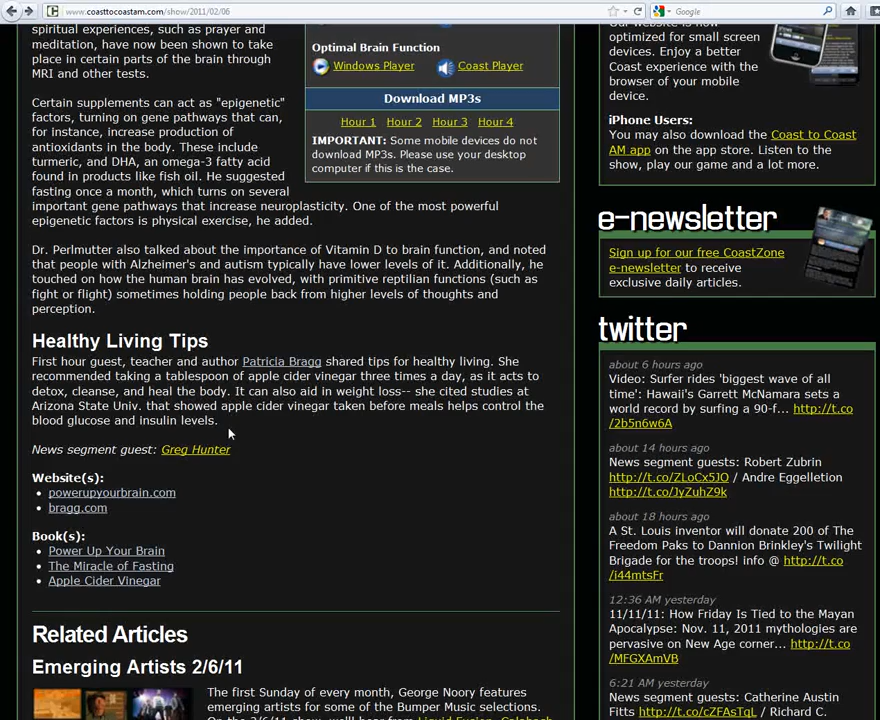 www.coasttocoastam.com/show/2011/02/06
Google
spiritual experiences, such as prayer and
meditation, have now been shown to take
place in certain parts of the brain through
MRI and other tests.
Certain supplements can act as "epigenetic"
factors, turning on gene pathways that can,
for instance, increase production of
antioxidants in the body. These include
turmeric, and DHA, an omega-3 fatty acid
found in products like fish oil. He suggested
fasting once a month, which turns on several
important gene pathways that increase neuroplasticity. One of the most powerful
epigenetic factors is physical exercise, he added.
Dr. Perlmutter also talked about the importance of Vitamin D to brain function, and noted
that people with Alzheimer's and autism typically have lower levels of it. Additionally, he
touched on how the human brain has evolved, with primitive reptilian functions (such as
fight or flight) sometimes holding people back from higher levels of thoughts and
perception.
Optimal Brain Function
Windows Player Coast Player
Download MP3s
Hour 1 Hour 2 Hour 3 Hour 4
IMPORTANT: Some mobile devices do not
download MP3s. Please use your desktop
computer if this is the case.
Healthy Living Tips
First hour guest, teacher and author Patricia Bragg shared tips for healthy living. She
recommended taking a tablespoon of apple cider vinegar three times a day, as it acts to
detox, cleanse, and heal the body. It can also aid in weight loss-- she cited studies at
Arizona State Univ. that showed apple cider vinegar taken before meals helps control the
blood glucose and insulin levels.
News segment guest: Greg Hunter
Website(s):
• powerupyourbrain.com
• bragg.com
Book(s):
• Power Up Your Brain
• The Miracle of Fasting
• Apple Cider Vinegar
Related Articles
Emerging Artists 2/6/11
The first Sunday of every month, George Noory features
emerging artists for some of the Bumper Music selections.
optimized for small screen
devices. Enjoy a better
Coast experience with the
browser of your mobile
device.
iPhone Users:
You may also download the Coast to Coast
AM app on the app store. Listen to the
show, play our game and a lot more.
e-newsletter
Sign up for our free CoastZone
e-newsletter to receive
exclusive daily articles.
twitter
about 6 hours ago
Video: Surfer rides 'biggest wave of all
time': Hawaii's Garrett McNamara sets a
world record by surfing a 90-f... http://t.co
/2b5n6w6A
about 14 hours ago
News segment guests: Robert Zubrin
http://t.co/ZLoCx5JO / Andre Eggelletion
http://t.co/JyZuhZ9k
about 18 hours ago
A St. Louis inventor will donate 200 of The
Freedom Paks to Dannion Brinkley's Twilight
Brigade for the troops! info @ http://t.co
/i44mtsFr
12:36 AM yesterday
11/11/11: How Friday Is Tied to the Mayan
Apocalypse: Nov. 11, 2011 mythologies are
pervasive on New Age corner... http://t.co
/MFGXAmVB
6:21 AM yesterday
News segment guests: Catherine Austin
Fitts http://t.co/cZFAsTqL / Richard C.